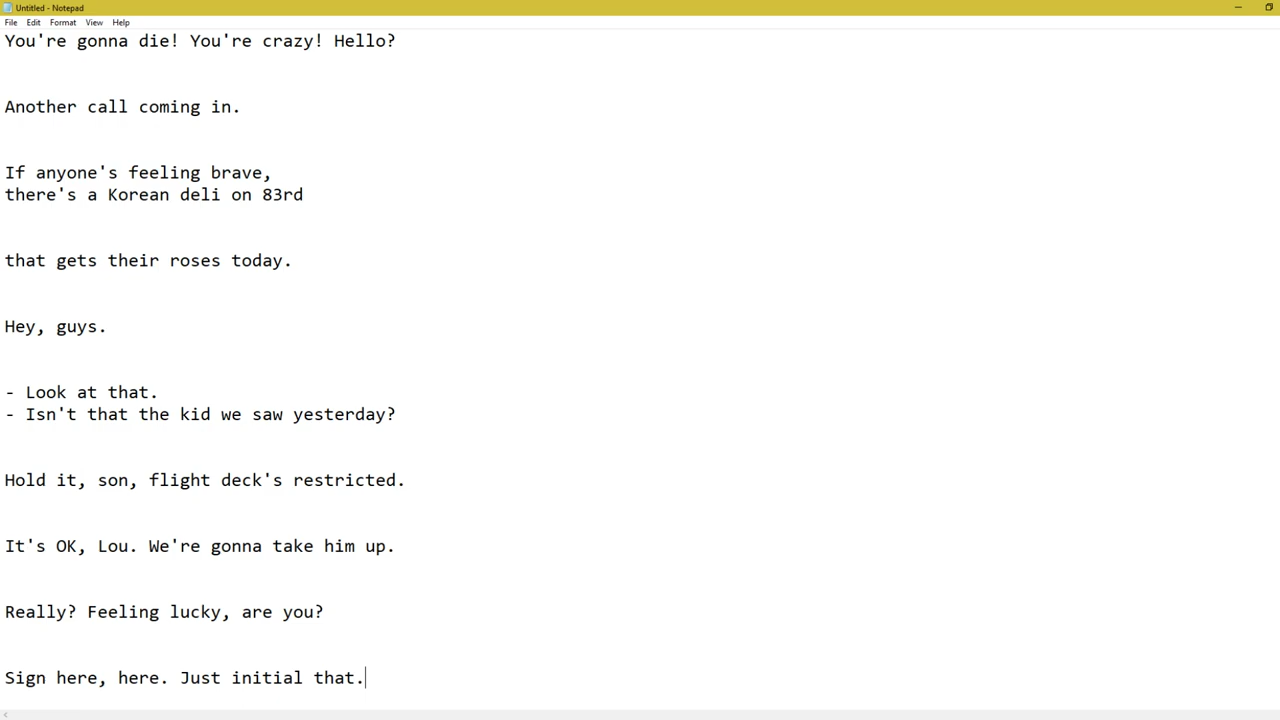 Untitled - Notepad
File Edit Format View Help
You're gonna die! You're crazy! Hello?
Another call coming in.
If anyone's feeling brave,
there's a Korean deli on 83rd
that gets their roses today.
Hey, guys.
- Look at that.
- Isn't that the kid we saw yesterday?
Hold it, son, flight deck's restricted.
It's OK, Lou. We're gonna take him up.
Really? Feeling lucky, are you?
Sign here, here. Just initial that.